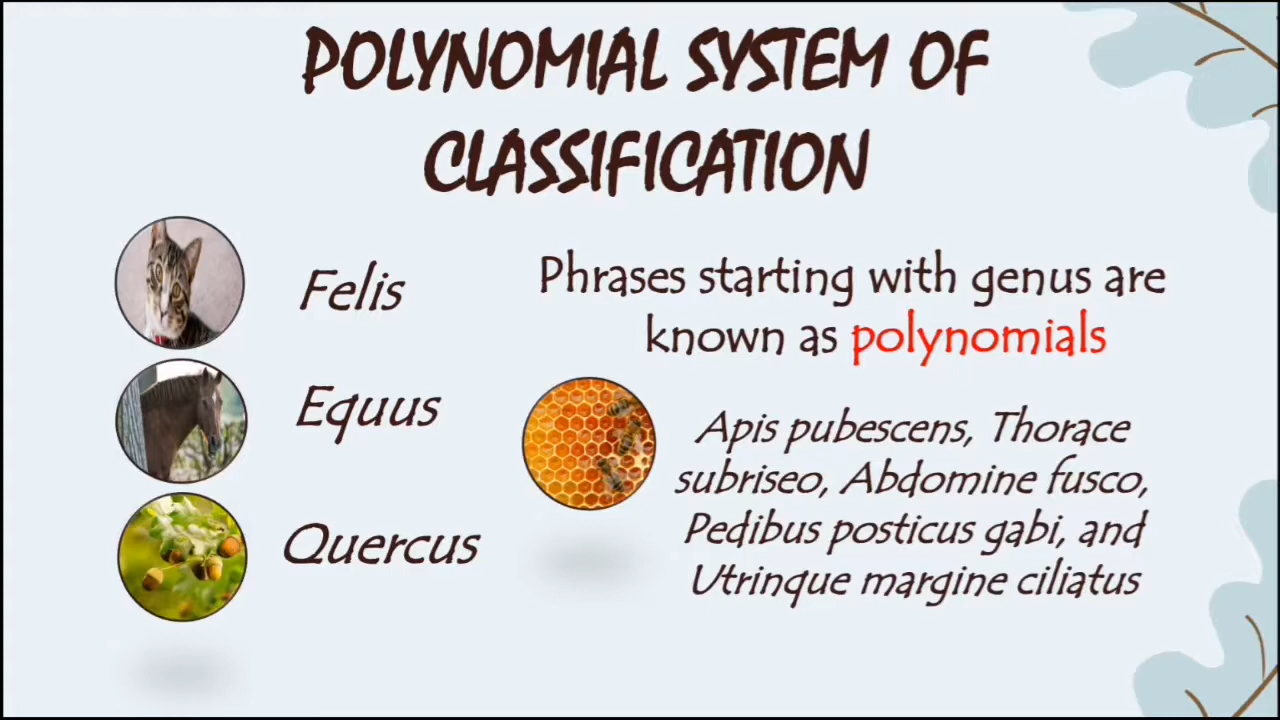 POLYNOMIAL SYSTEM OF
CLASSIFICATION
Felis
Equus
Quercus
Phrases starting with genus are
known as polynomials
Apis pubescens, Thorace
subriseo, Abdomine fusco,
Pedibus posticus gabi, and
Utrinque margine ciliatus